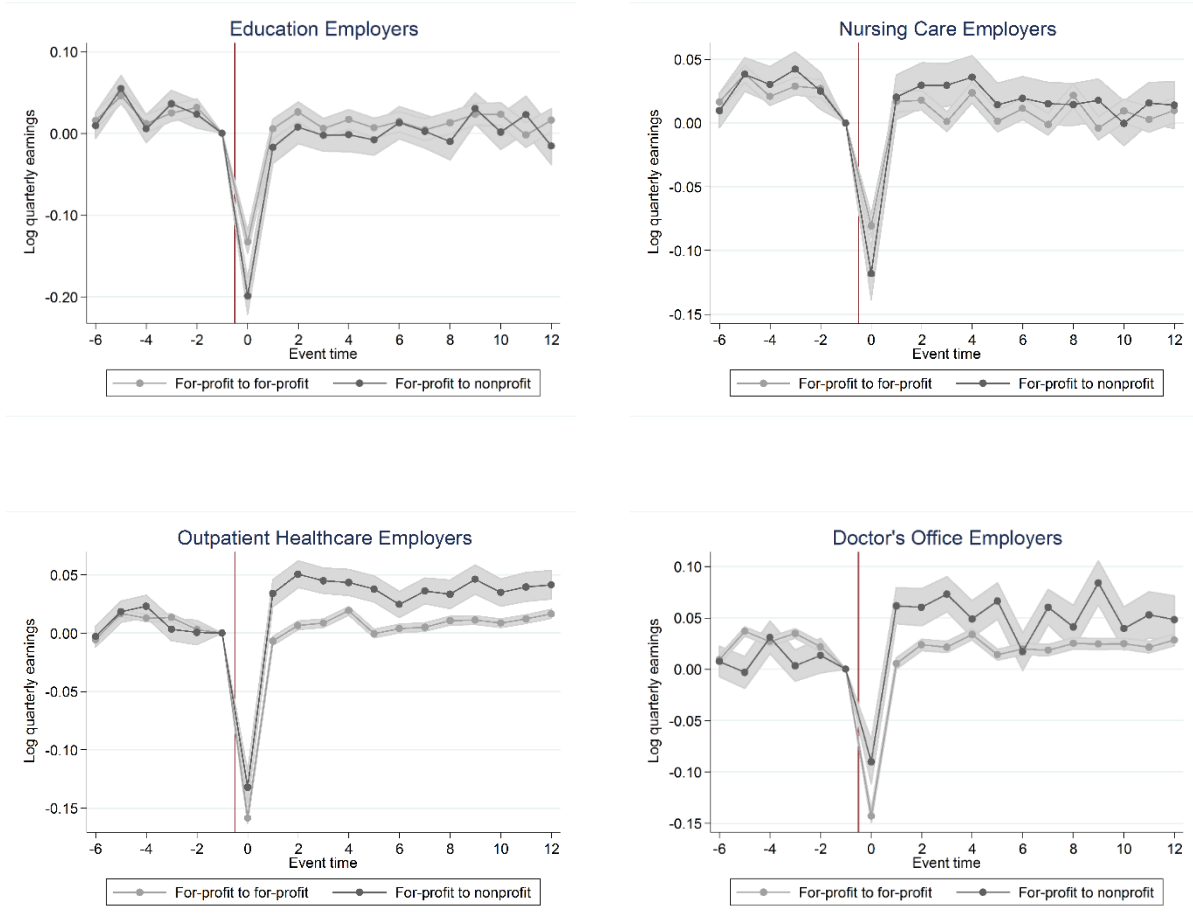 Education Employers
Log quarterly earnings
0.10
0.00
-0.10
-0.20
-6 -4 -2 0 2 4 6 8 10 12
Event time
For-profit to for-profit For-profit to nonprofit
Nursing Care Employers
Log quarterly earnings
0.05
0.00
-0.05
-0.10
-0.15
-6 -4 -2 0 2 4 6 8 10 12
Event time
For-profit to for-profit For-profit to nonprofit
Outpatient Healthcare Employers
Log quarterly earnings
0.05
0.00
-0.05
-0.10
-0.15
-6 -4 -2 0 2 4 6 8 10 12
Event time
For-profit to for-profit For-profit to nonprofit
Doctor's Office Employers
Log quarterly earnings
0.10
0.05
0.00
-0.05
-0.10
-0.15
-6 -4 -2 0 2 4 6 8 10 12
Event time
For-profit to for-profit For-profit to nonprofit